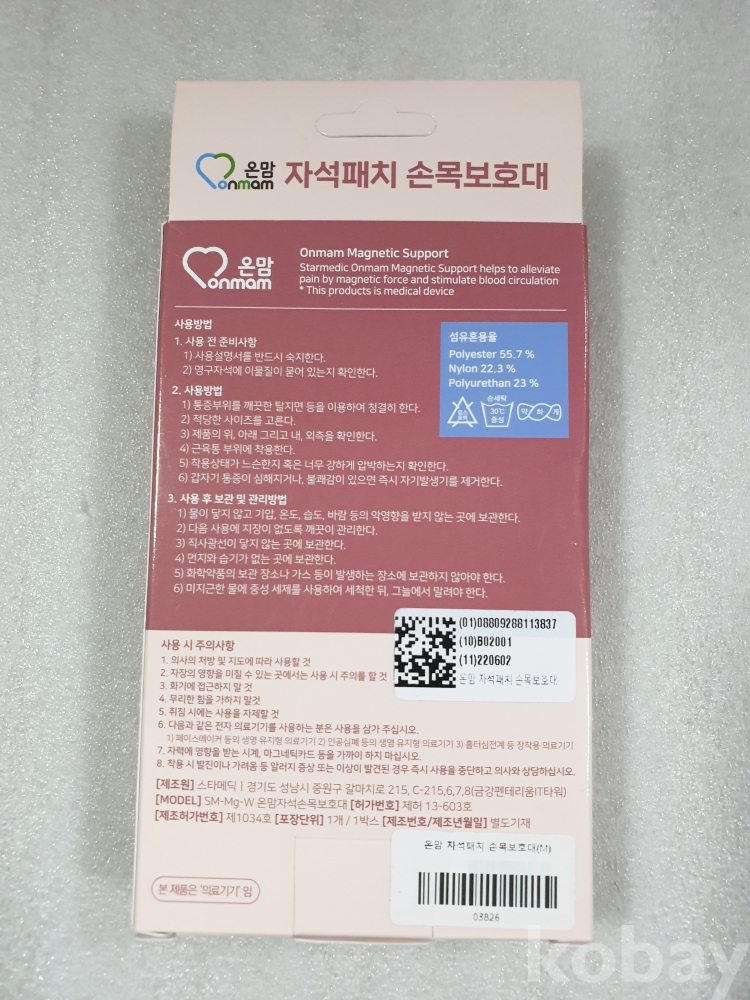 온맘
onmam
자석패치 손목보호대
온맘
onmam
Onmam Magnetic Support
Starmedic Onmam Magnetic Support helps to alleviate
pain by magnetic force and stimulate blood circulation
* This products is medical device
사용방법
1. 사용 전 준비사항
1) 사용설명서를 반드시 숙지한다.
2) 영구자석에 이물질이 묻어 있는지 확인한다.
2. 사용방법
1) 통증부위를 깨끗한 탈지면 등을 이용하여 청결히 한다.
2) 적당한 사이즈를 고른다.
3) 제품의 위, 아래 그리고 내, 외측을 확인한다.
4) 근육통 부위에 착용한다.
5) 착용상태가 느슨한지 혹은 너무 강하게 압박하는지 확인한다.
6) 갑자기 통증이 심해지거나, 불쾌감이 있으면 즉시 자기발생기를 제거한다.
섬유혼용율
Polyester 55.7 %
Nylon 22.3 %
Polyurethan 23 %
염소
표백
손세탁
30℃
중성
약하게
3. 사용 후 보관 및 관리방법
1) 물이 닿지 않고 기압, 온도, 습도, 바람 등의 악영향을 받지 않는 곳에 보관한다.
2) 다음 사용에 지장이 없도록 깨끗이 관리한다.
3) 직사광선이 닿지 않는 곳에 보관한다.
4) 먼지와 습기가 없는 곳에 보관한다.
5) 화학약품의 보관 장소나 가스 등이 발생하는 장소에 보관하지 않아야 한다.
6) 미지근한 물에 중성 세제를 사용하여 세척한 뒤, 그늘에서 말려야 한다.
(01)08809288113837
(10)B02001
(11)220602
온맘 자석패치 손목보호대
사용 시 주의사항
1. 의사의 처방 및 지도에 따라 사용할 것
2. 자장의 영향을 미칠 수 있는 곳에서는 사용 시 주의를 할 것
3. 화기에 접근하지 말 것
4. 무리한 힘을 가하지 말것
5. 취침 시에는 사용을 자제할 것
6. 다음과 같은 전자 의료기기를 사용하는 분은 사용을 삼가 주십시오.
1) 페이스메이커 등의 생명 유지형 의료기기 2) 인공심폐 등의 생명 유지형 의료기기 3) 홀터심전계 등 장착용 의료기기
7. 자력에 영향을 받는 시계, 마그네틱카드 등을 가까이 하지 마십시오.
8. 착용 시 발진이나 가려움 등 알러지 증상 또는 이상이 발견된 경우 즉시 사용을 중단하고 의사와 상담하십시오.
[제조원] 스타메딕 | 경기도 성남시 중원구 갈마치로 215, C-215,6,7,8(금강펜테리움IT타워)
[MODEL] SM-Mg-W 온맘자석손목보호대 [허가번호] 제허 13-603호
[제조허가번호] 제1034호 [포장단위] 1개 / 1박스 [제조번호/제조년월일] 별도기재
온맘 자석패치 손목보호대(M)
03826
본 제품은 '의료기기' 임
kobay